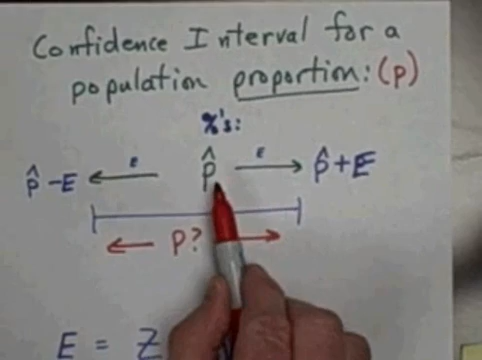 Confidence Interval for a
population proportion: (p)
%'s:
p̂ - E ← E p̂ E → p̂ + E
← p? →
E = Z